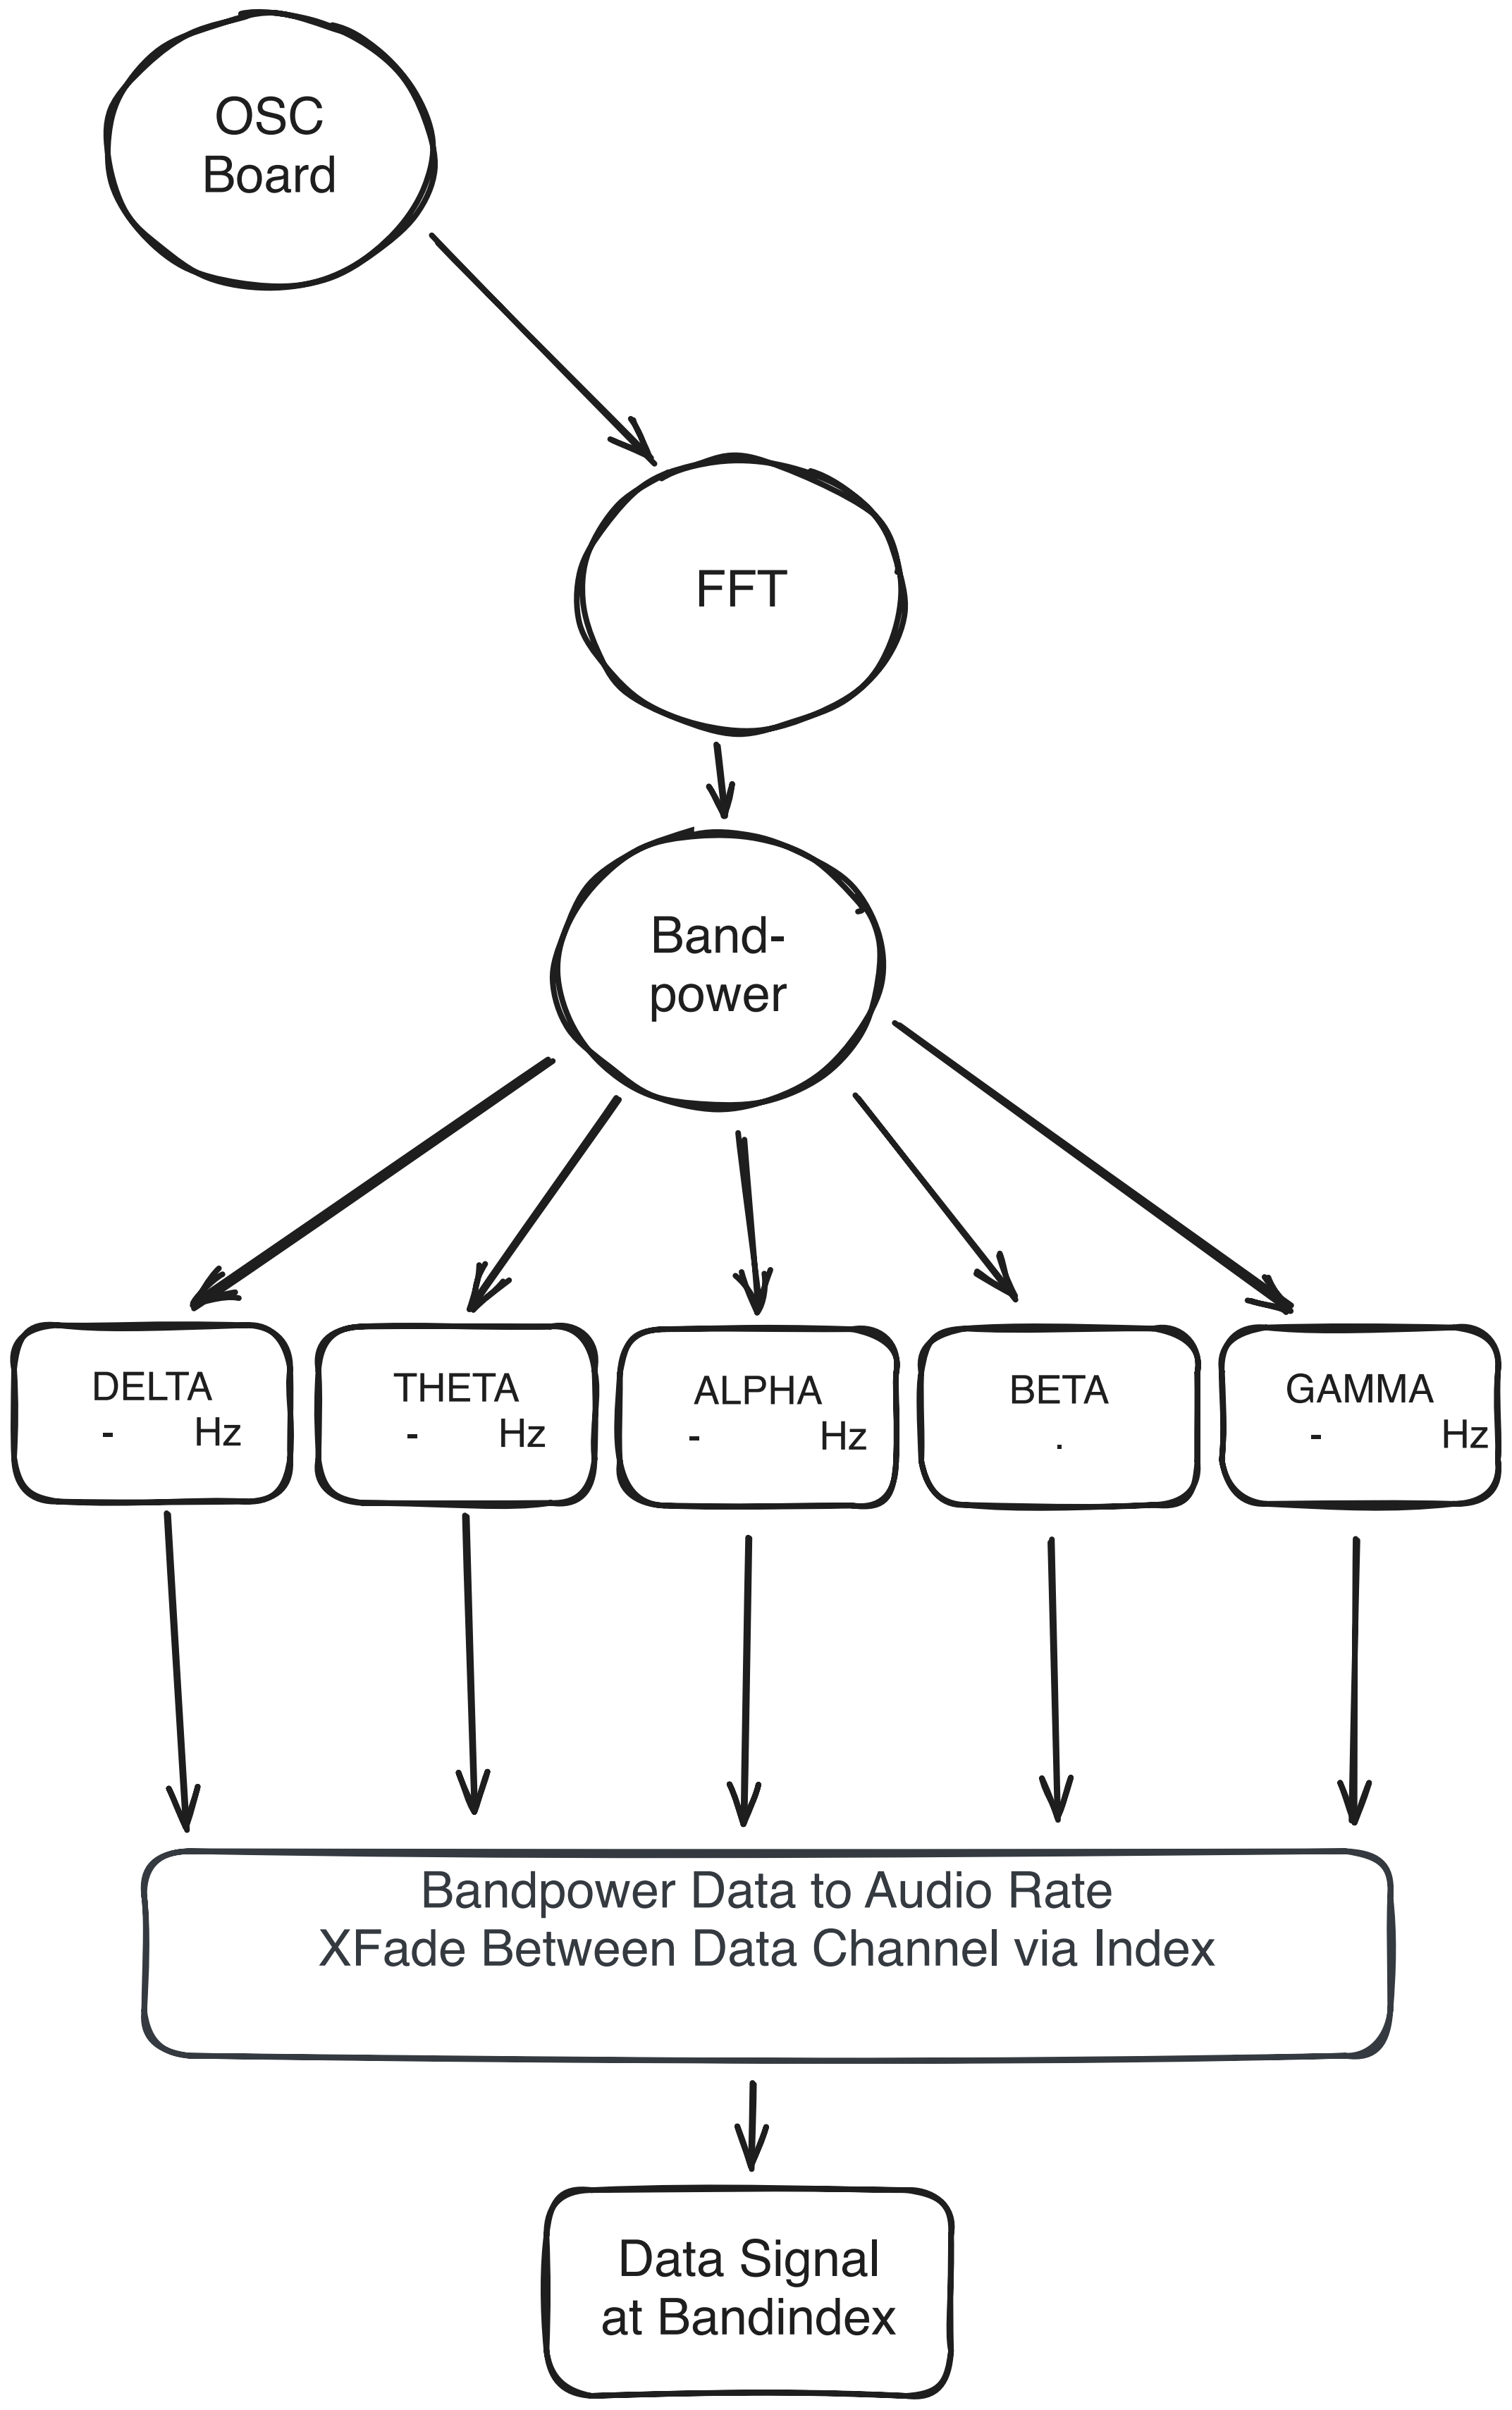 OSC
Board
FFT
Band-
power
DELTA
- Hz
THETA
- Hz
ALPHA
- Hz
BETA
.
GAMMA
- Hz
Bandpower Data to Audio Rate
XFade Between Data Channel via Index
Data Signal
at Bandindex